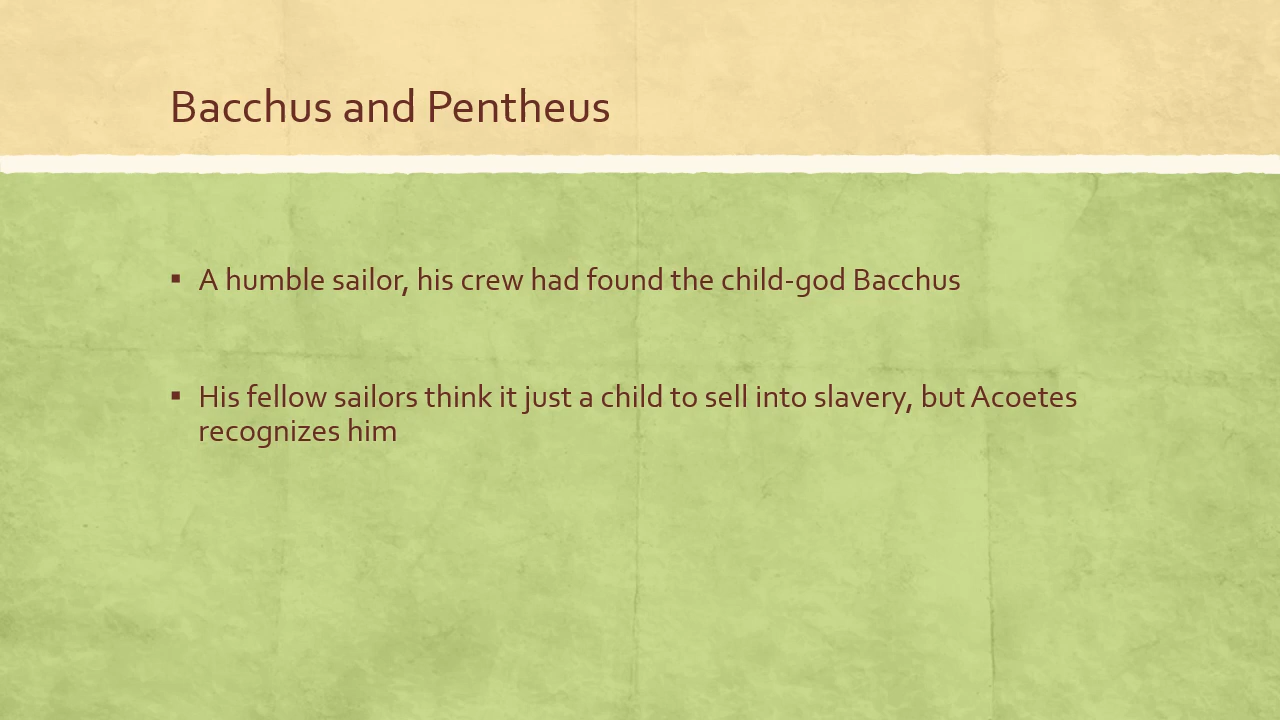 Bacchus and Pentheus
▪ A humble sailor, his crew had found the child-god Bacchus
▪ His fellow sailors think it just a child to sell into slavery, but Acoetes
recognizes him